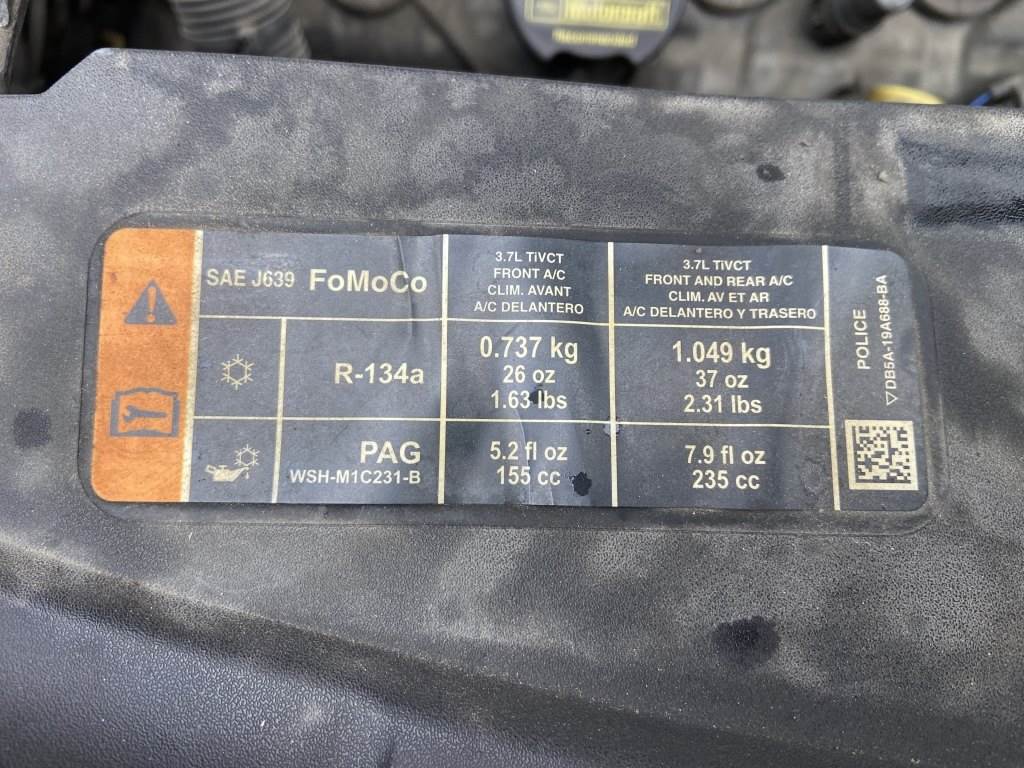 Motorcraft
Recommended
SAE J639 FoMoCo
3.7L TiVCT
FRONT A/C
CLIM. AVANT
A/C DELANTERO
3.7L TiVCT
FRONT AND REAR A/C
CLIM. AV ET AR
A/C DELANTERO Y TRASERO
R-134a
0.737 kg
26 oz
1.63 lbs
1.049 kg
37 oz
2.31 lbs
PAG
WSH-M1C231-B
5.2 fl oz
155 cc
7.9 fl oz
235 cc
POLICE
▽DB5A-19A688-BA